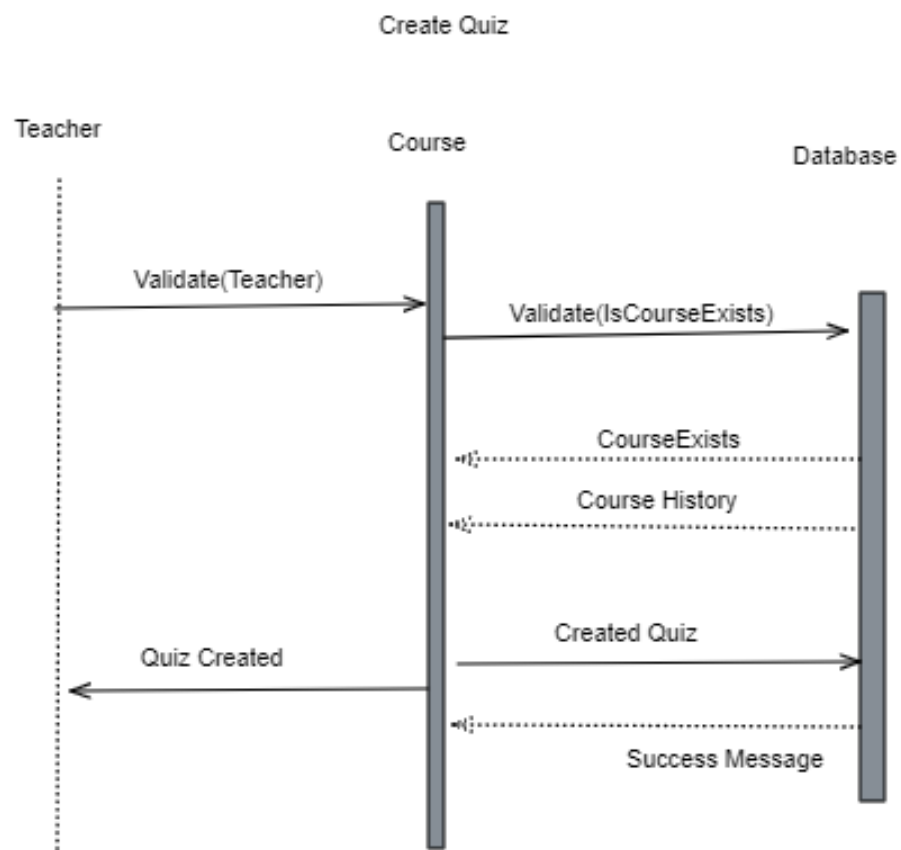 Create Quiz
Teacher
Course
Database
Validate(Teacher)
Validate(IsCourseExists)
CourseExists
Course History
Created Quiz
Quiz Created
Success Message